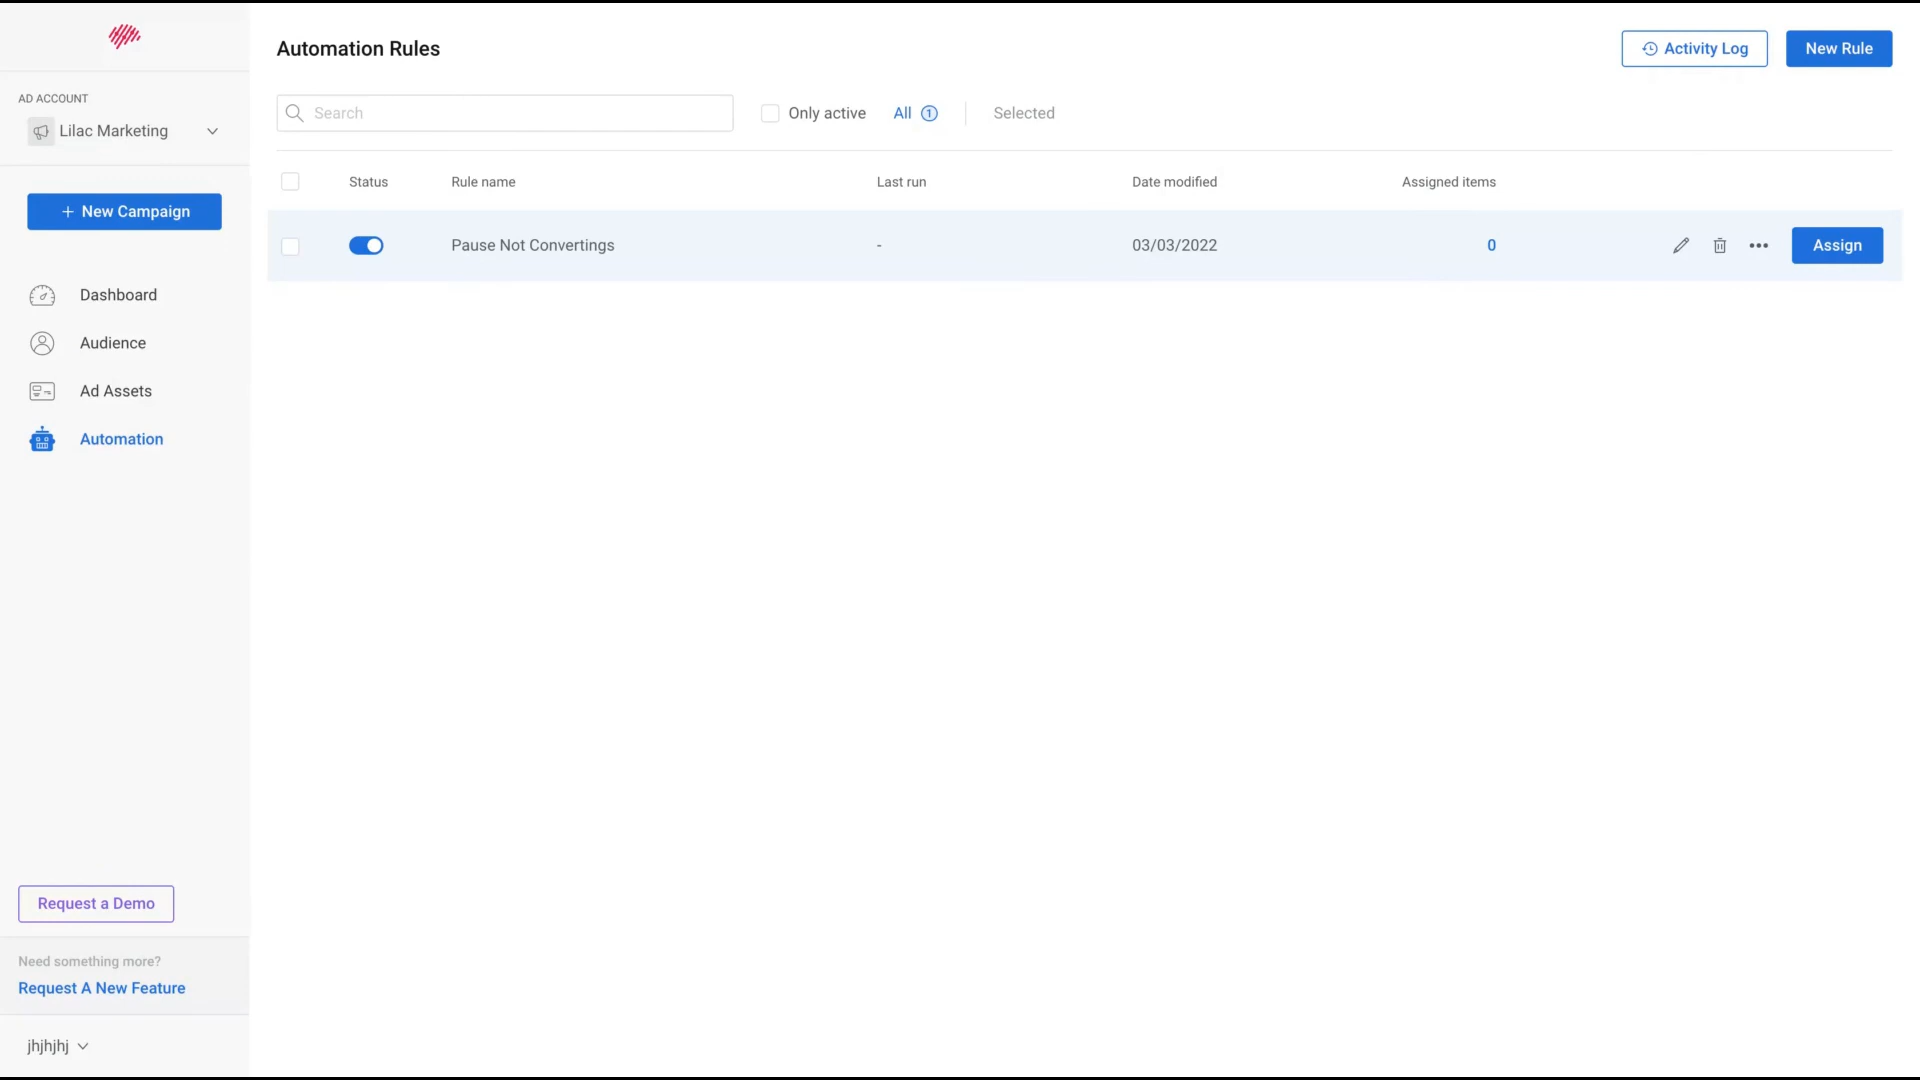 Automation Rules
Activity Log
New Rule
AD ACCOUNT
Lilac Marketing
Search
Only active
All 1
Selected
Status
Rule name
Last run
Date modified
Assigned items
+ New Campaign
Pause Not Convertings
-
03/03/2022
0
Assign
Dashboard
Audience
Ad Assets
Automation
Request a Demo
Need something more?
Request A New Feature
jhjhjhj